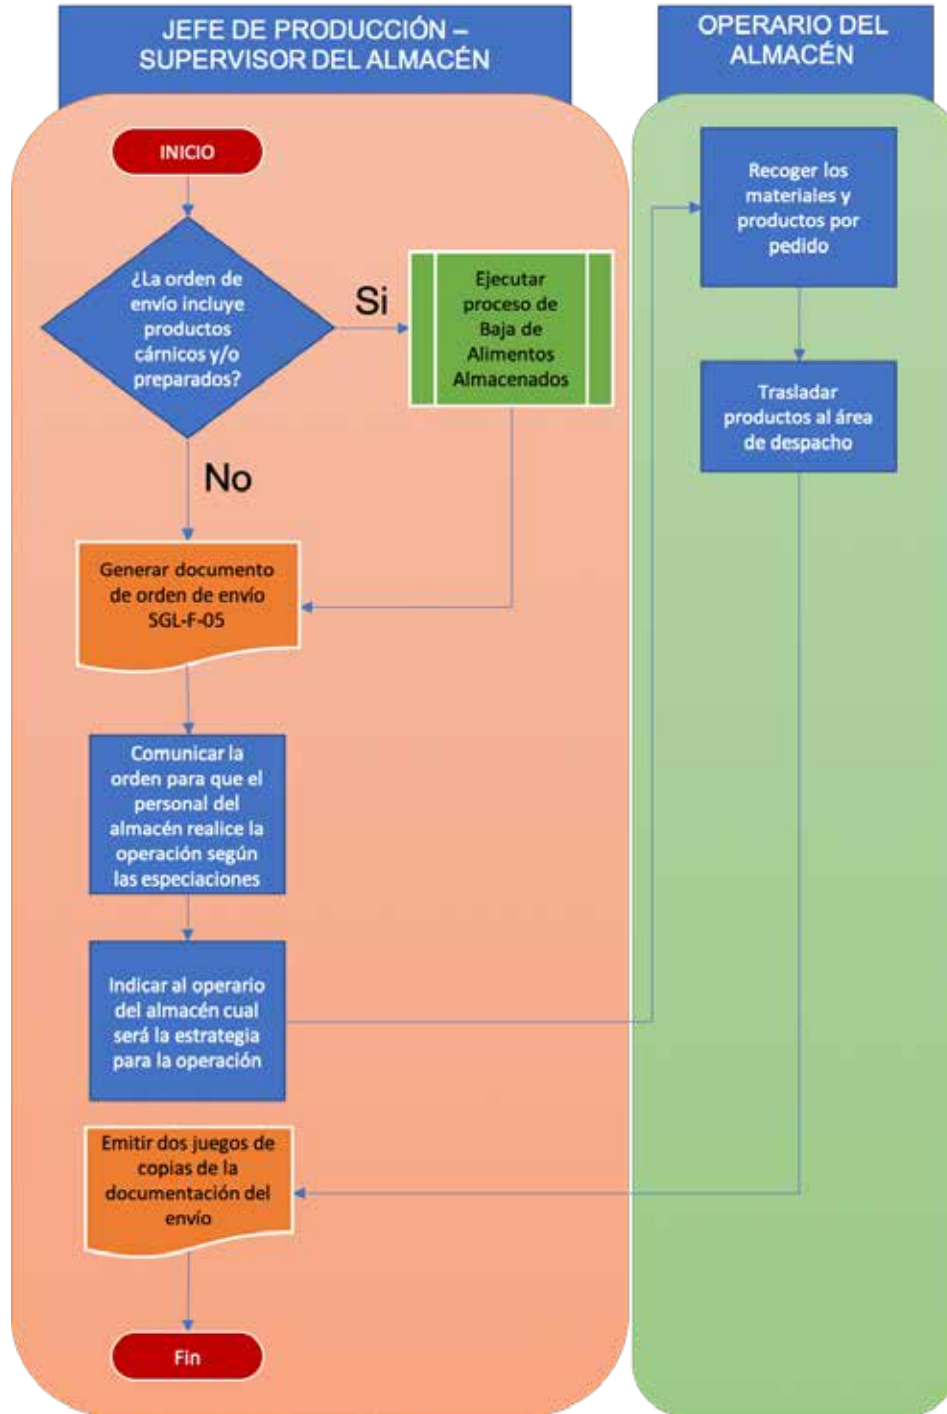 JEFE DE PRODUCCIÓN –
SUPERVISOR DEL ALMACÉN
OPERARIO DEL
ALMACÉN
INICIO
¿La orden de
envío incluye
productos
cárnicos y/o
preparados?
Si
Ejecutar
proceso de
Baja de
Alimentos
Almacenados
No
Generar documento
de orden de envío
SGL-F-05
Comunicar la
orden para que el
personal del
almacén realice la
operación según
las especiaciones
Indicar al operario
del almacén cual
será la estrategia
para la operación
Recoger los
materiales y
productos por
pedido
Trasladar
productos al área
de despacho
Emitir dos juegos de
copias de la
documentación del
envío
Fin